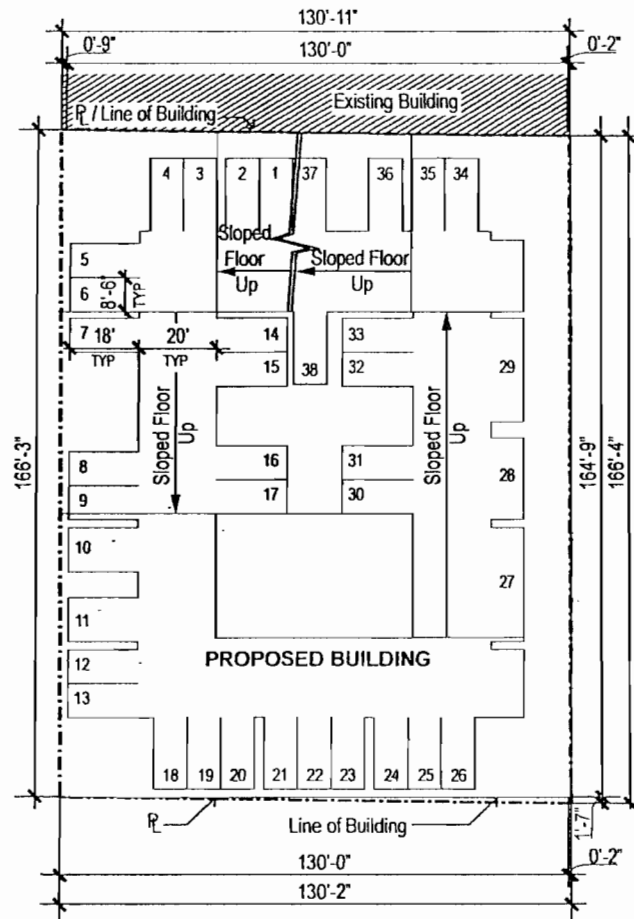 130'-11"
0'-9"
130'-0"
0'-2"
Existing Building
PL / Line of Building
4 3 2 1 37 36 35 34
Sloped Floor Up
Sloped Floor Up
5
6
8'-6"
TYP
7
18'
TYP
20'
TYP
14
15
38
33
32
29
Sloped Floor Up
Sloped Floor Up
166'-3"
164'-9"
166'-4"
8
9
16
17
31
30
28
10
11
27
12
13
PROPOSED BUILDING
18 19 20 21 22 23 24 25 26
PL
Line of Building
1'-7"
130'-0"
0'-2"
130'-2"